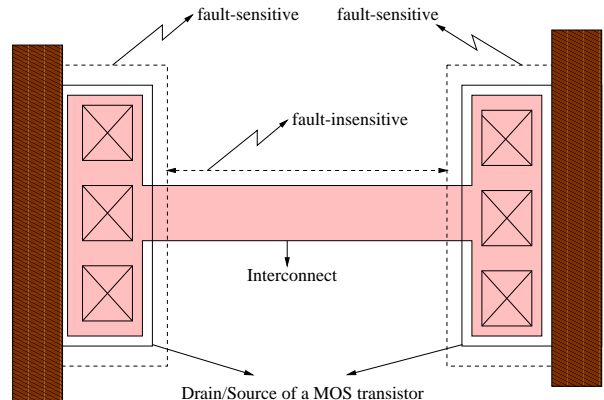 fault-sensitive
fault-sensitive
fault-insensitive
Interconnect
Drain/Source of a MOS transistor